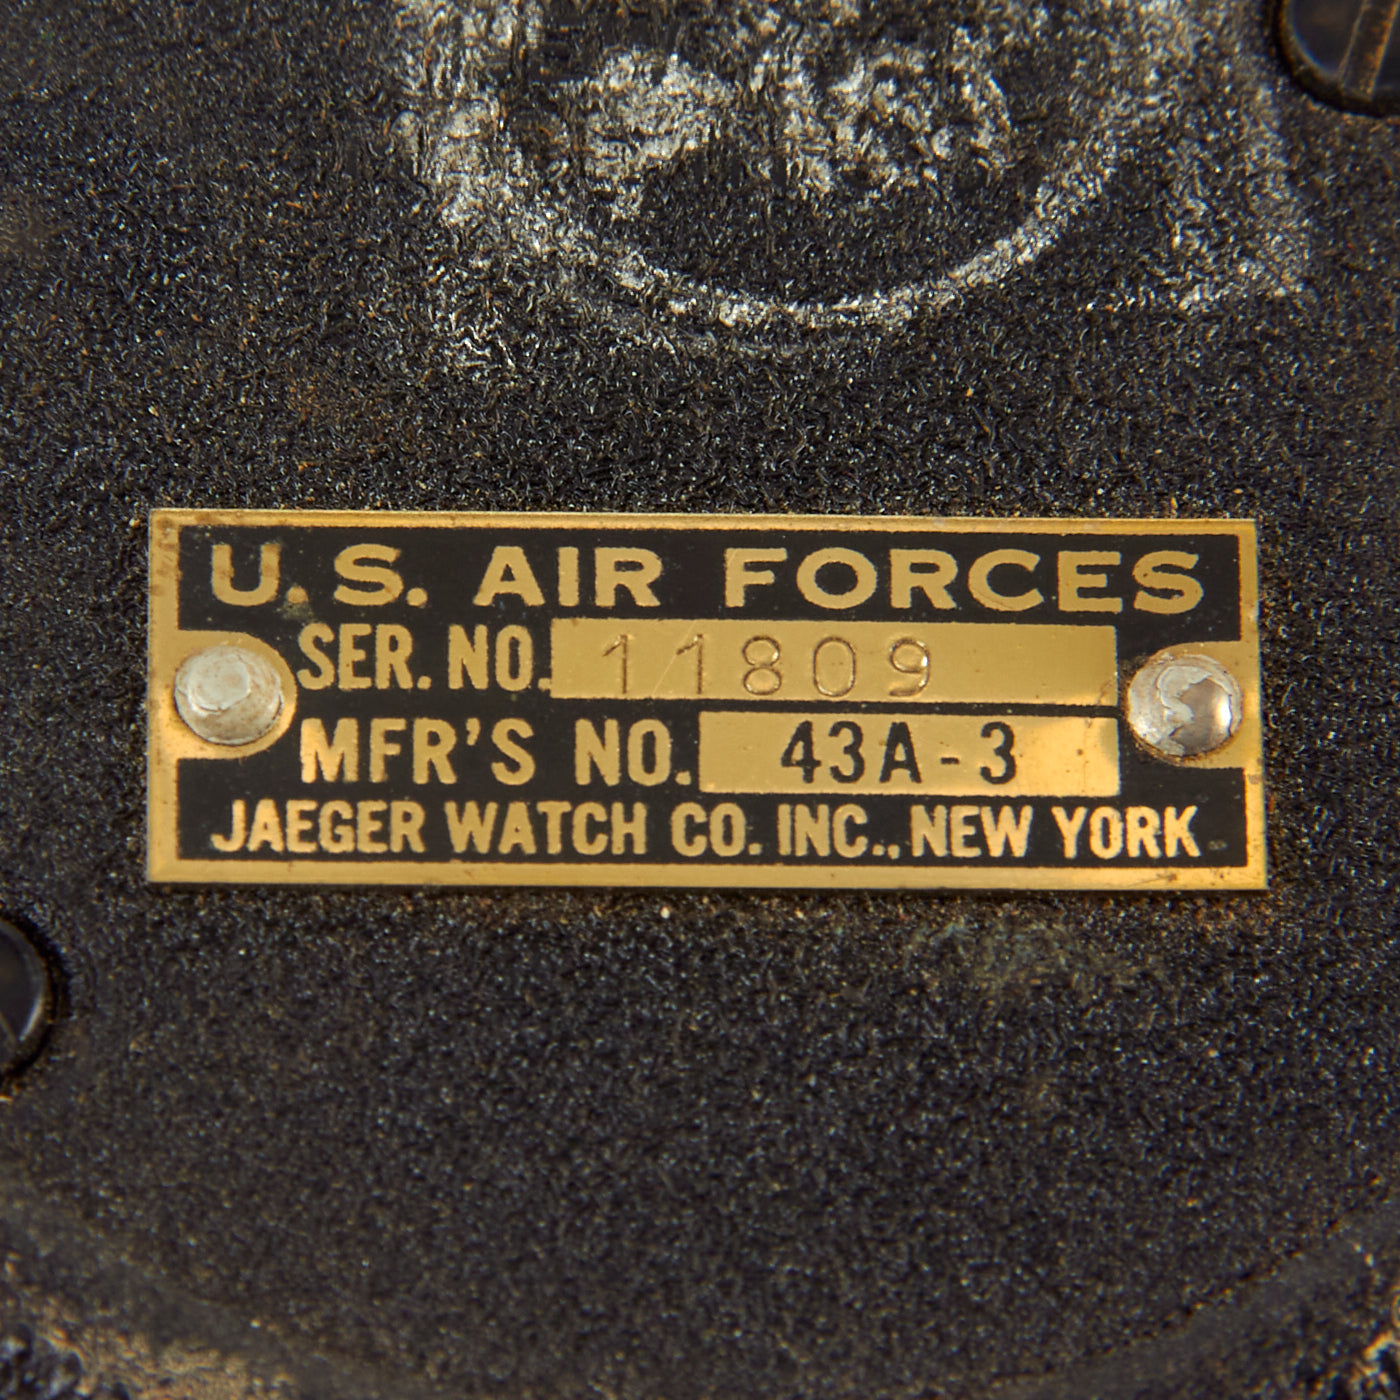 U.S. AIR FORCES
SER. NO. 11809
MFR'S NO. 43A-3
JAEGER WATCH CO. INC., NEW YORK